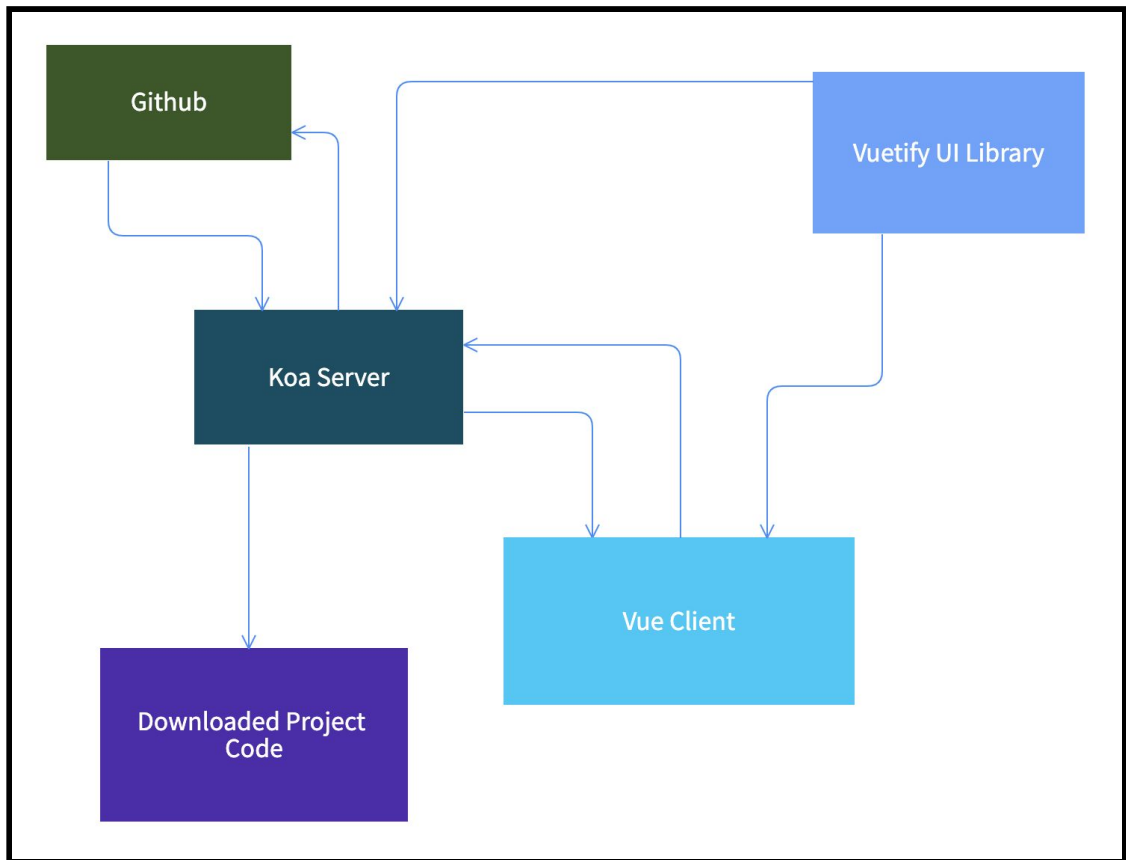 Github
Vuetify UI Library
Koa Server
Vue Client
Downloaded Project
Code